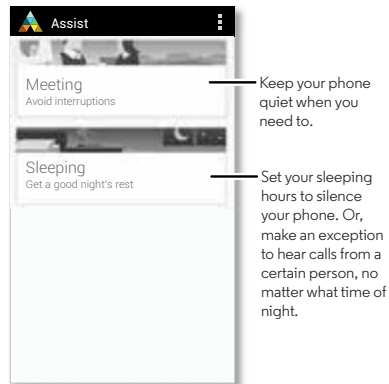 Assist
Meeting
Avoid interruptions
Keep your phone
quiet when you
need to.
Sleeping
Get a good night's rest
Set your sleeping
hours to silence
your phone. Or,
make an exception
to hear calls from a
certain person, no
matter what time of
night.